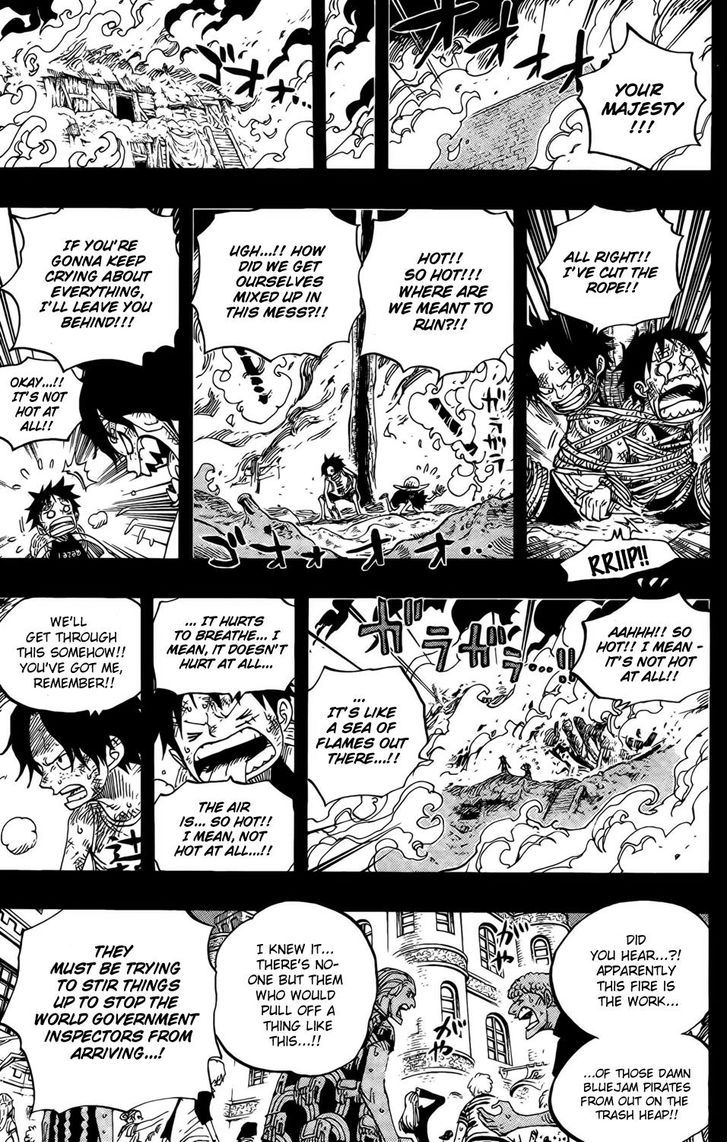 YOUR
MAJESTY
!!!
ALL RIGHT!!
I'VE CUT THE
ROPE!!
RRIIP!!
HOT!!
SO HOT!!!
WHERE ARE
WE MEANT TO
RUN?!!
UGH...!! HOW
DID WE GET
OURSELVES
MIXED UP IN
THIS MESS?!!
IF YOU'RE
GONNA KEEP
CRYING ABOUT
EVERYTHING,
I'LL LEAVE YOU
BEHIND!!!
OKAY...!!
IT'S NOT
HOT AT
ALL!!
AAHHH!! SO
HOT!! I MEAN -
IT'S NOT HOT
AT ALL!!
ガラガラ...!!
...
IT'S LIKE
A SEA OF
FLAMES OUT
THERE...!!
... IT HURTS
TO BREATHE... I
MEAN, IT DOESN'T
HURT AT ALL...
THE AIR
IS... SO HOT!!
I MEAN, NOT
HOT AT ALL...!!
WE'LL
GET THROUGH
THIS SOMEHOW!!
YOU'VE GOT ME,
REMEMBER!!
DID
YOU HEAR...?!
APPARENTLY
THIS FIRE IS
THE WORK...
...OF THOSE DAMN
BLUEJAM PIRATES
FROM OUT ON THE
TRASH HEAP!!
I KNEW IT...
THERE'S NO-
ONE BUT THEM
WHO WOULD
PULL OFF A
THING LIKE
THIS...!!
THEY
MUST BE TRYING
TO STIR THINGS
UP TO STOP THE
WORLD GOVERNMENT
INSPECTORS FROM
ARRIVING...!